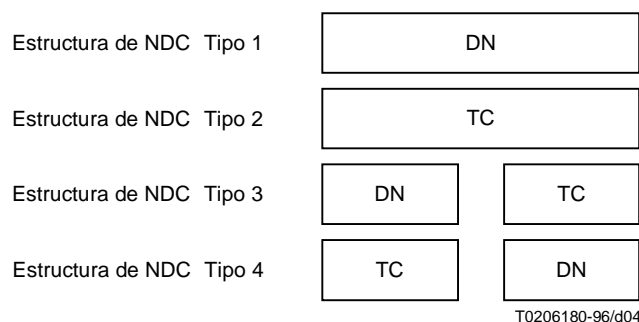 Estructura de NDC Tipo 1 DN
Estructura de NDC Tipo 2 TC
Estructura de NDC Tipo 3 DN TC
Estructura de NDC Tipo 4 TC DN
T0206180-96/d04